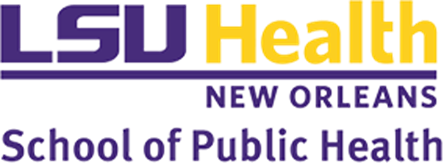 LSU Health
NEW ORLEANS
School of Public Health